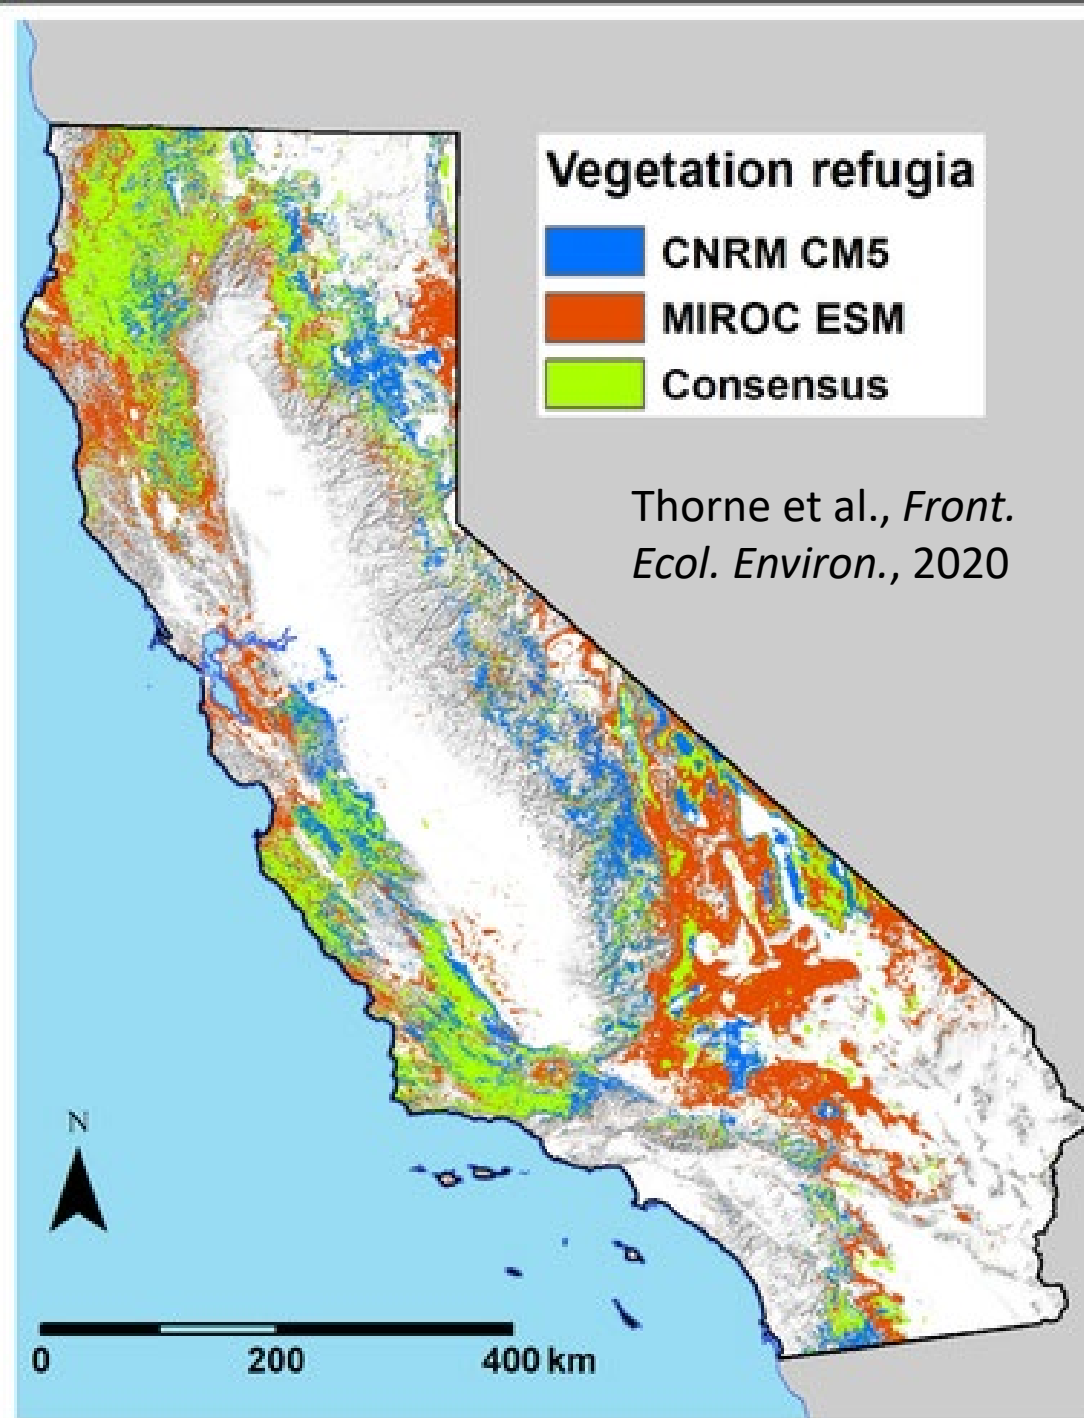 Vegetation refugia
CNRM CM5
MIROC ESM
Consensus
Thorne et al., Front.
Ecol. Environ., 2020
N
0 200 400 km